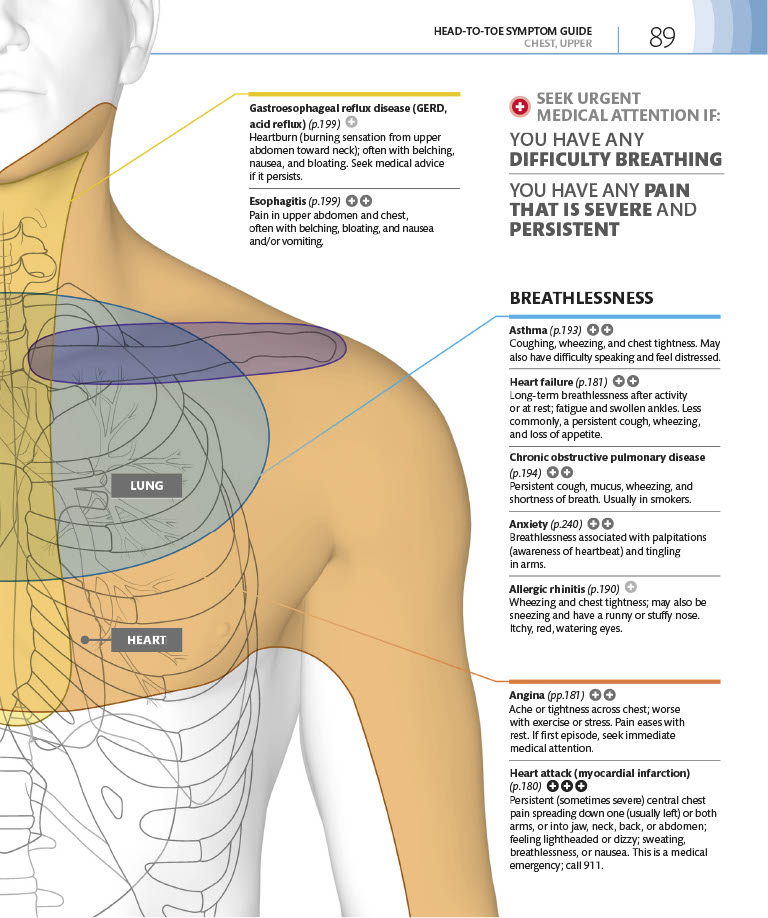 HEAD-TO-TOE SYMPTOM GUIDE
CHEST, UPPER
89
Gastroesophageal reflux disease (GERD,
acid reflux) (p.199)
Heartburn (burning sensation from upper
abdomen toward neck); often with belching,
nausea, and bloating. Seek medical advice
if it persists.
Esophagitis (p.199)
Pain in upper abdomen and chest,
often with belching, bloating, and nausea
and/or vomiting.
SEEK URGENT
MEDICAL ATTENTION IF:
YOU HAVE ANY
DIFFICULTY BREATHING
YOU HAVE ANY PAIN
THAT IS SEVERE AND
PERSISTENT
BREATHLESSNESS
Asthma (p.193)
Coughing, wheezing, and chest tightness. May
also have difficulty speaking and feel distressed.
Heart failure (p.181)
Long-term breathlessness after activity
or at rest; fatigue and swollen ankles. Less
commonly, a persistent cough, wheezing,
and loss of appetite.
Chronic obstructive pulmonary disease
(p.194)
Persistent cough, mucus, wheezing, and
shortness of breath. Usually in smokers.
Anxiety (p.240)
Breathlessness associated with palpitations
(awareness of heartbeat) and tingling
in arms.
Allergic rhinitis (p.190)
Wheezing and chest tightness; may also be
sneezing and have a runny or stuffy nose.
Itchy, red, watering eyes.
Angina (pp.181)
Ache or tightness across chest; worse
with exercise or stress. Pain eases with
rest. If first episode, seek immediate
medical attention.
Heart attack (myocardial infarction)
(p.180)
Persistent (sometimes severe) central chest
pain spreading down one (usually left) or both
arms, or into jaw, neck, back, or abdomen;
feeling lightheaded or dizzy; sweating,
breathlessness, or nausea. This is a medical
emergency; call 911.
LUNG
HEART